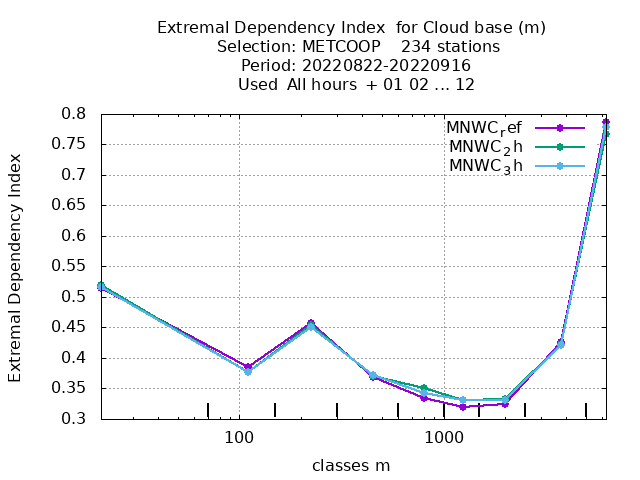 Extremal Dependency Index  for Cloud base (m)
Selection: METCOOP    234 stations
Period: 20220822-20220916
Used  All hours  + 01 02 ... 12
MNWC_ref
MNWC_2h
MNWC_3h
0.8
0.75
0.7
0.65
0.6
0.55
0.5
0.45
0.4
0.35
0.3
Extremal Dependency Index
100 1000
classes m